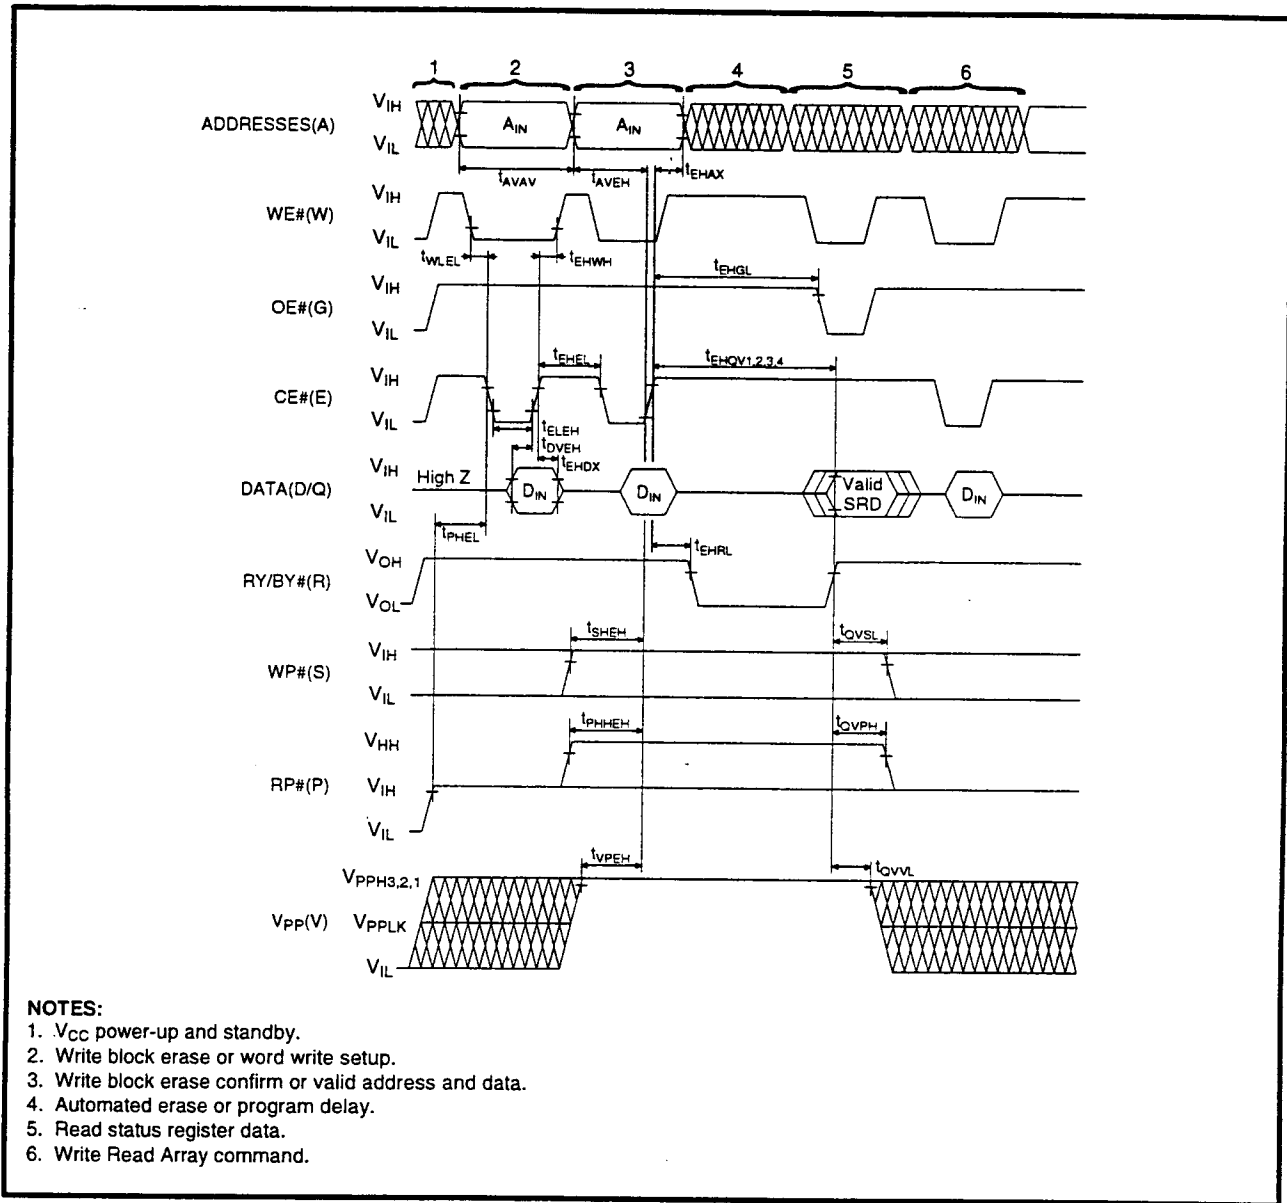 1 2 3 4 5 6
VIH
ADDRESSES(A) AIN AIN
VIL
tAVAV tAVEH tEHAX
VIH
WE#(W)
VIL
tWLEL tEHWH
tEHGL
VIH
OE#(G)
VIL
tEHEL tEHQV1,2,3,4
VIH
CE#(E)
VIL
tELEH
tDVEH
tEHDX
VIH
High Z
DATA(D/Q) DIN DIN Valid SRD DIN
VIL
tPHEL
tEHRL
VOH
RY/BY#(R)
VOL
tSHEH tQVSL
VIH
WP#(S)
VIL
tPHHEH tQVPH
VHH
RP#(P) VIH
VIL
tVPEH tQVVL
VPPH3,2,1
VPP(V) VPPLK
VIL
NOTES:
1. VCC power-up and standby.
2. Write block erase or word write setup.
3. Write block erase confirm or valid address and data.
4. Automated erase or program delay.
5. Read status register data.
6. Write Read Array command.